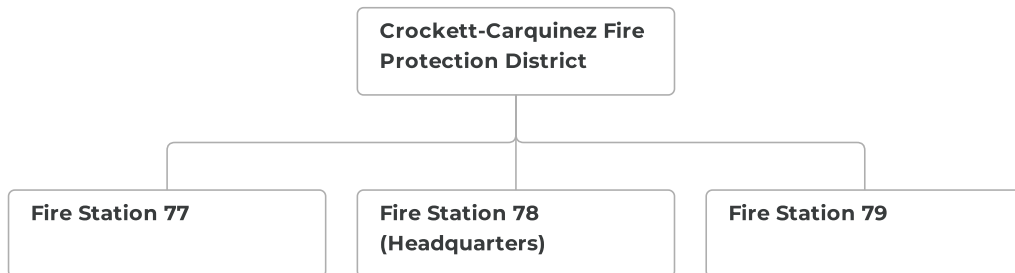 Crockett-Carquinez Fire
Protection District
Fire Station 77
Fire Station 78
(Headquarters)
Fire Station 79